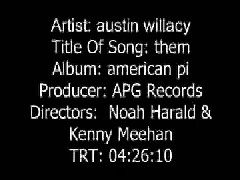 Artist: austin willacy
Title Of Song: them
Album: american pi
Producer: APG Records
Directors:  Noah Harald &
Kenny Meehan
TRT: 04:26:10